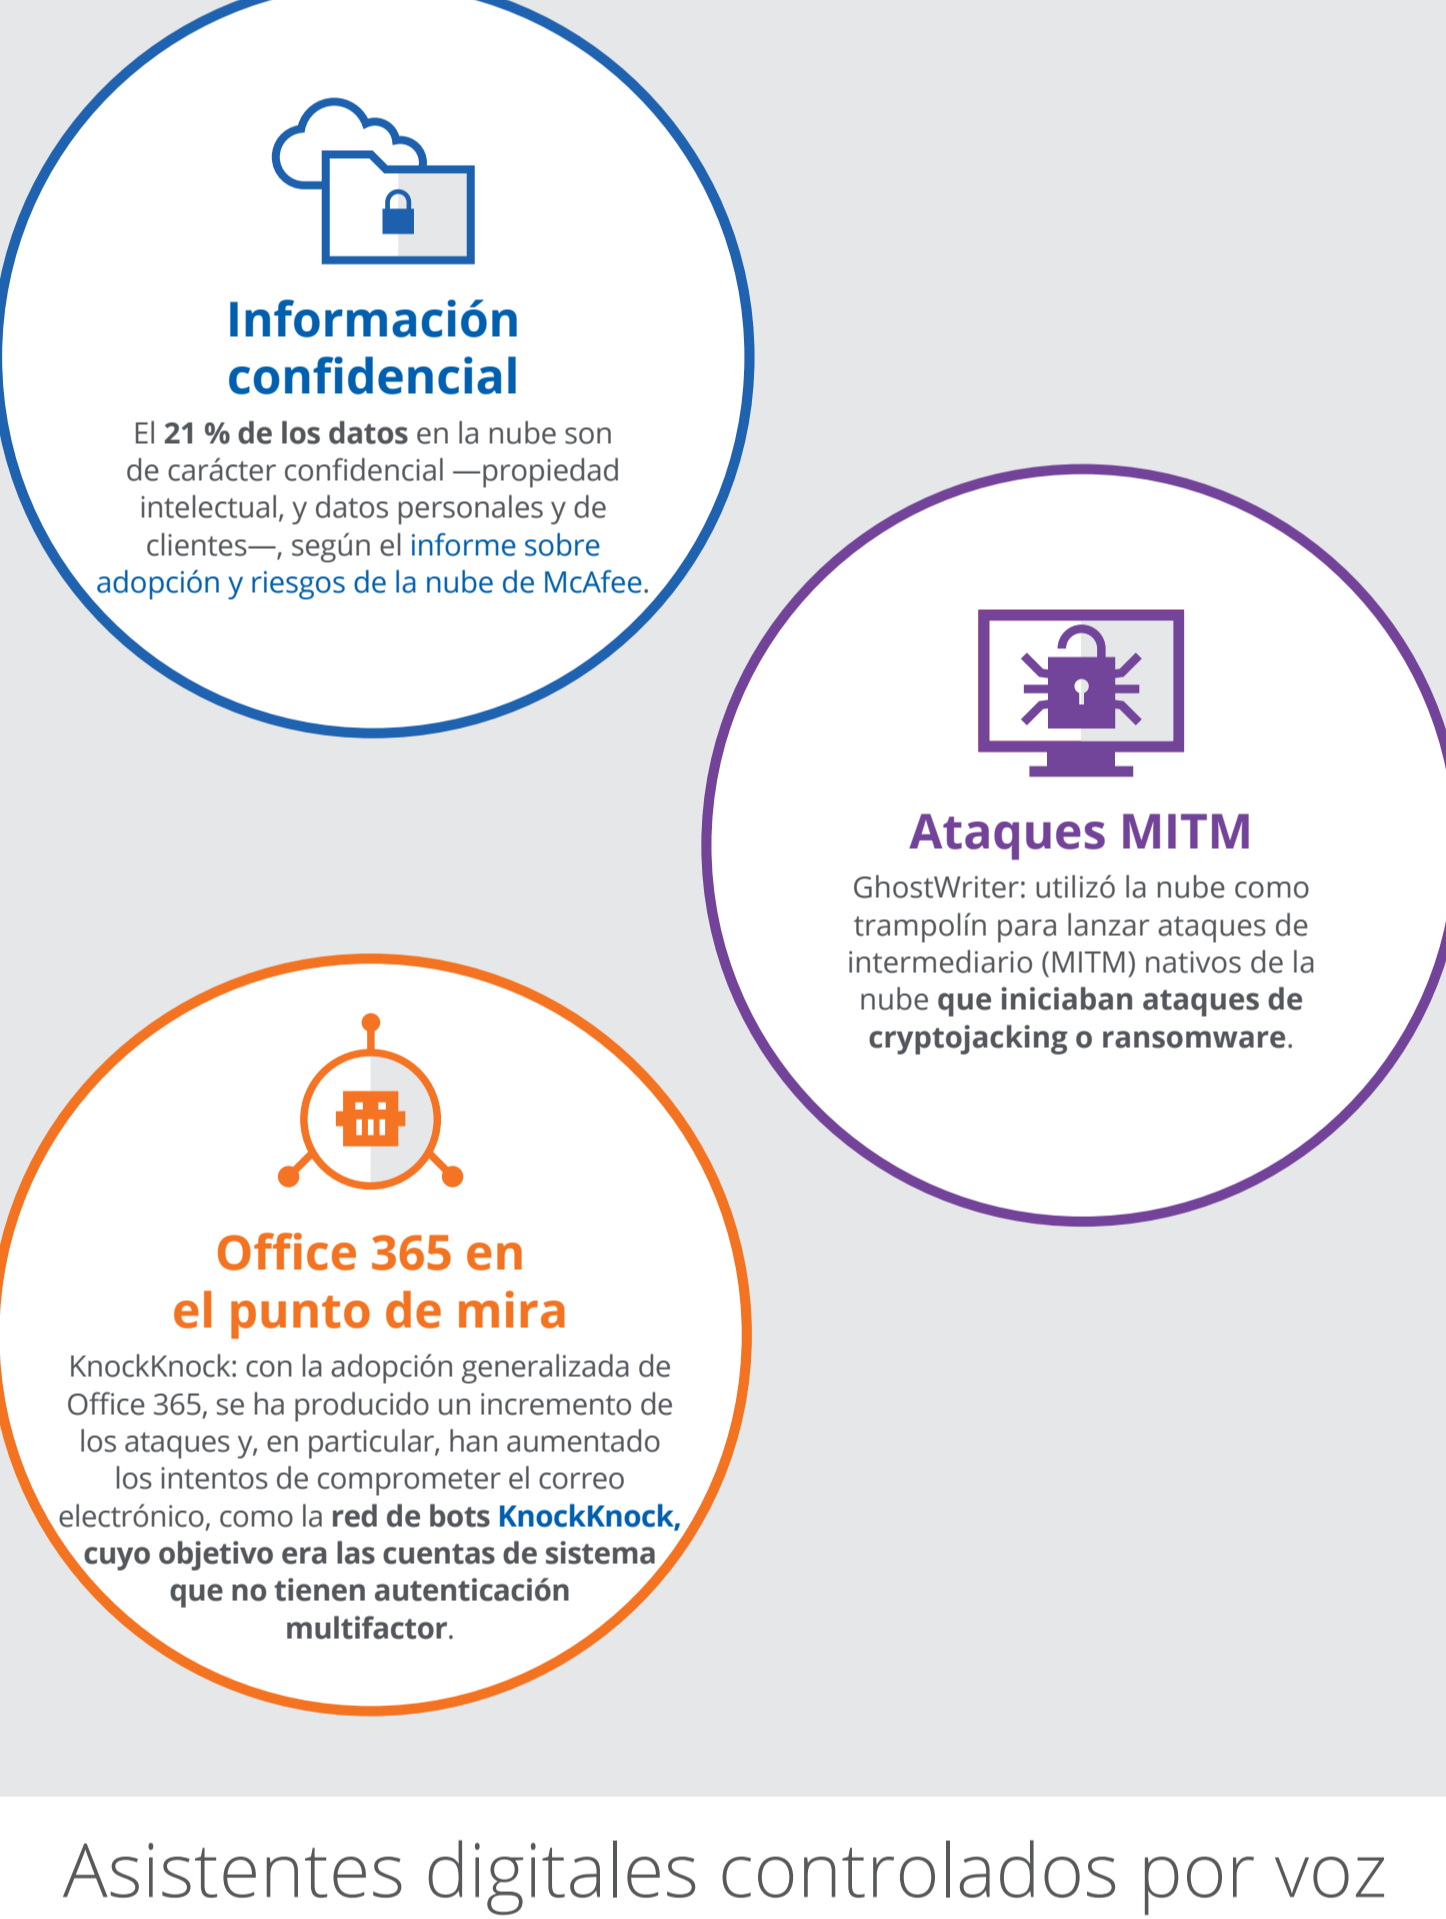 Información
confidencial
El 21 % de los datos en la nube son
de carácter confidencial —propiedad
intelectual, y datos personales y de
clientes—, según el informe sobre
adopción y riesgos de la nube de McAfee.
Ataques MITM
GhostWriter: utilizó la nube como
trampolín para lanzar ataques de
intermediario (MITM) nativos de la
nube que iniciaban ataques de
cryptojacking o ransomware.
Office 365 en
el punto de mira
KnockKnock: con la adopción generalizada de
Office 365, se ha producido un incremento de
los ataques y, en particular, han aumentado
los intentos de comprometer el correo
electrónico, como la red de bots KnockKnock,
cuyo objetivo era las cuentas de sistema
que no tienen autenticación
multifactor.
Asistentes digitales controlados por voz